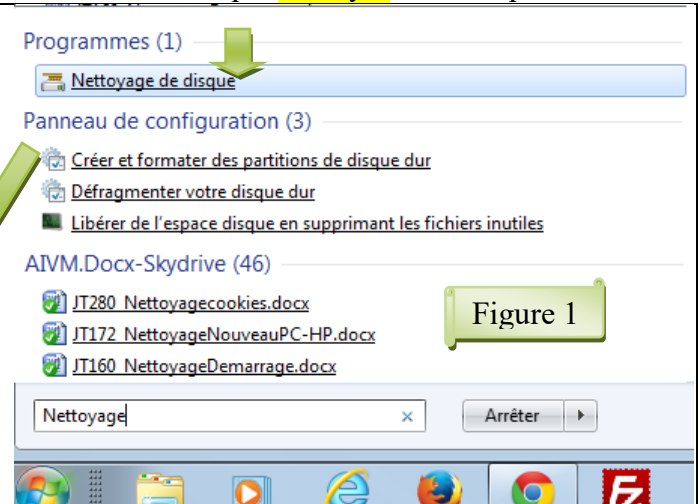 Programmes (1)
Nettoyage de disque
Panneau de configuration (3)
Créer et formater des partitions de disque dur
Défragmenter votre disque dur
Libérer de l'espace disque en supprimant les fichiers inutiles
AIVM.Docx-Skydrive (46)
JT280_Nettoyagecookies.docx
Figure 1
JT172_NettoyageNouveauPC-HP.docx
JT160_NettoyageDemarrage.docx
Nettoyage
Arrêter